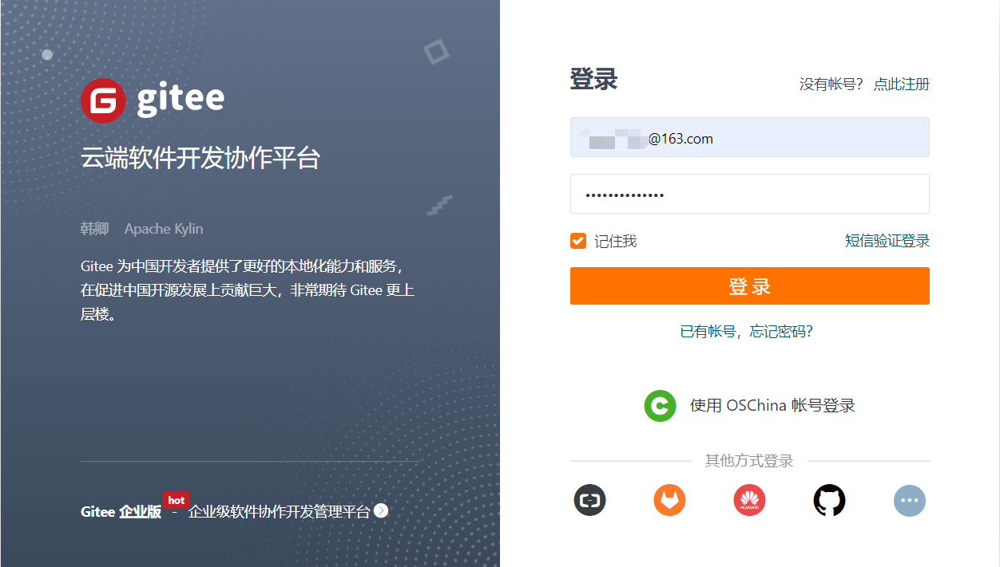 gitee
云端软件开发协作平台
韩卿 Apache Kylin
Gitee 为中国开发者提供了更好的本地化能力和服务，
在促进中国开源发展上贡献巨大，非常期待 Gitee 更上
层楼。
hot
Gitee 企业版 - 企业级软件协作开发管理平台
登录
没有帐号？ 点此注册
@163.com
••••••••••••••
记住我
短信验证登录
登 录
已有帐号，忘记密码？
使用 OSChina 帐号登录
其他方式登录
HUAWEI